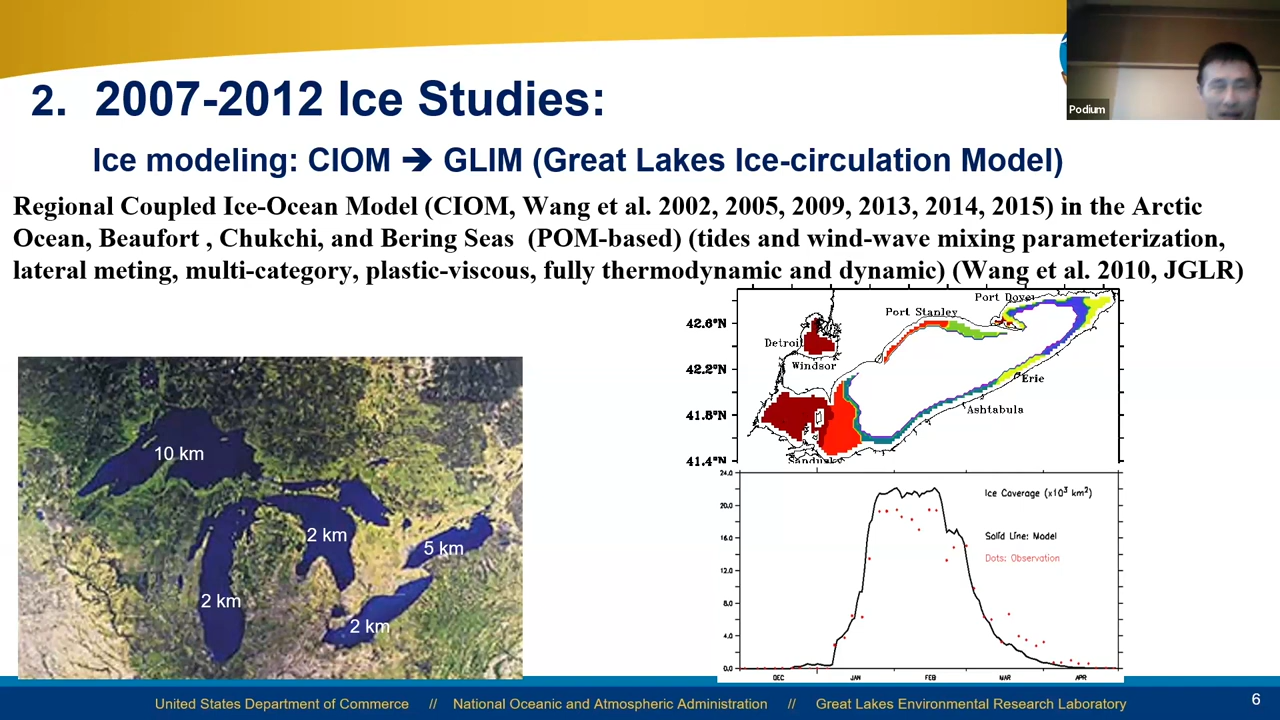 Podium
2. 2007-2012 Ice Studies:
Ice modeling: CIOM ➔ GLIM (Great Lakes Ice-circulation Model)
Regional Coupled Ice-Ocean Model (CIOM, Wang et al. 2002, 2005, 2009, 2013, 2014, 2015) in the Arctic
Ocean, Beaufort , Chukchi, and Bering Seas (POM-based) (tides and wind-wave mixing parameterization,
lateral meting, multi-category, plastic-viscous, fully thermodynamic and dynamic) (Wang et al. 2010, JGLR)
10 km
2 km
5 km
2 km
2 km
42.6°N
42.2°N
41.8°N
41.4°N
Port Dover
Port Stanley
Detroit
Windsor
Erie
Ashtabula
Sandusky
24.0
20.0
16.0
12.0
8.0
4.0
0.0
Ice Coverage (x10³ km²)
Solid Line: Model
Dots: Observation
DEC JAN FEB MAR APR
United States Department of Commerce // National Oceanic and Atmospheric Administration // Great Lakes Environmental Research Laboratory
6